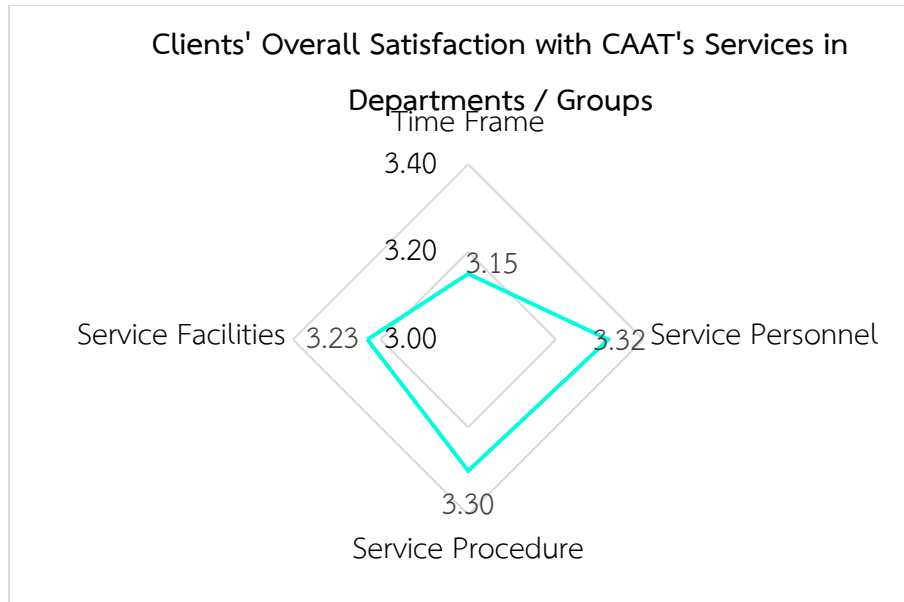 Clients' Overall Satisfaction with CAAT's Services in
Departments / Groups
Time Frame
3.40
3.20
3.15
Service Facilities
3.23
3.00
3.32
Service Personnel
3.30
Service Procedure